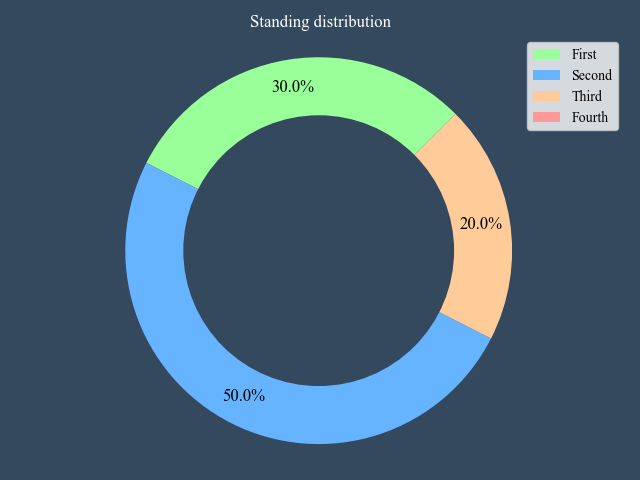 Standing distribution
First
Second
Third
Fourth
30.0%
20.0%
50.0%